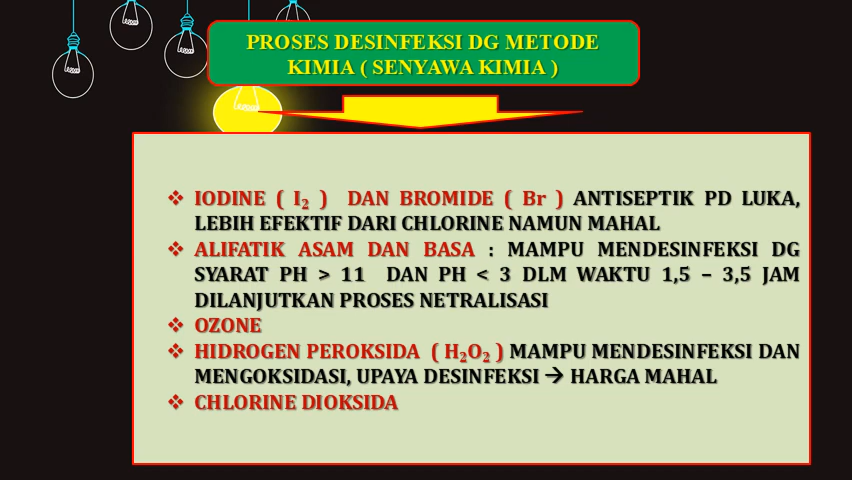 PROSES DESINFEKSI DG METODE
KIMIA ( SENYAWA KIMIA )
❖ IODINE ( I₂ ) DAN BROMIDE ( Br ) ANTISEPTIK PD LUKA,
LEBIH EFEKTIF DARI CHLORINE NAMUN MAHAL
❖ ALIFATIK ASAM DAN BASA : MAMPU MENDESINFEKSI DG
SYARAT PH > 11 DAN PH < 3 DLM WAKTU 1,5 – 3,5 JAM
DILANJUTKAN PROSES NETRALISASI
❖ OZONE
❖ HIDROGEN PEROKSIDA ( H₂O₂ ) MAMPU MENDESINFEKSI DAN
MENGOKSIDASI, UPAYA DESINFEKSI → HARGA MAHAL
❖ CHLORINE DIOKSIDA